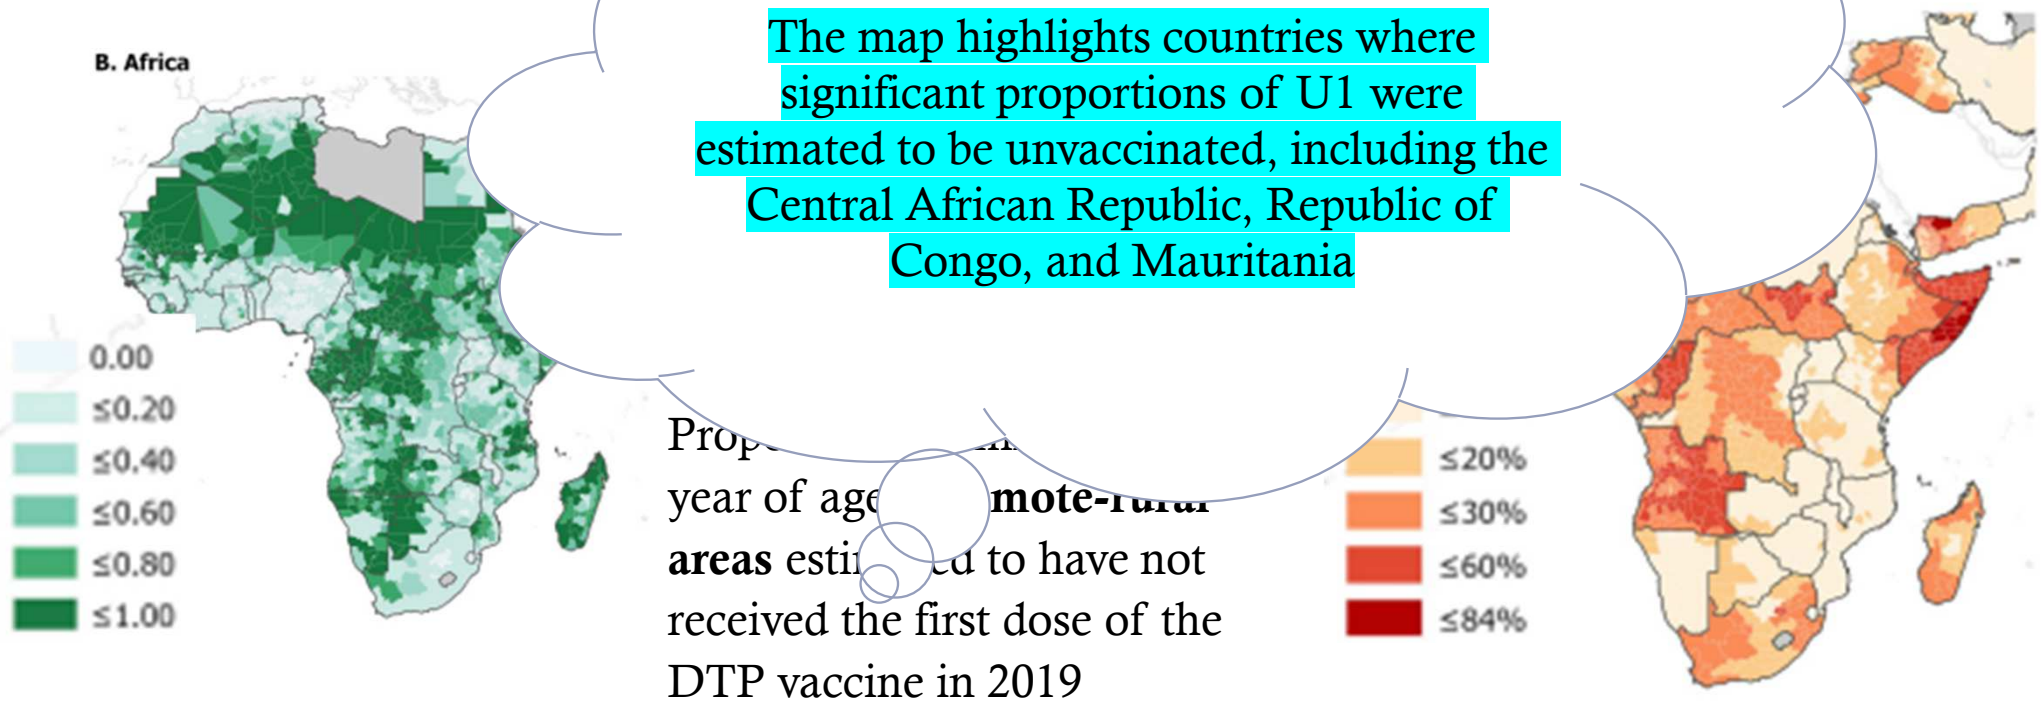 B. Africa
The map highlights countries where
significant proportions of U1 were
estimated to be unvaccinated, including the
Central African Republic, Republic of
Congo, and Mauritania
0.00
≤0.20
≤0.40
≤0.60
≤0.80
≤1.00
year of age
areas to have not
received the first dose of the
DTP vaccine in 2019
≤20%
≤30%
≤60%
≤84%